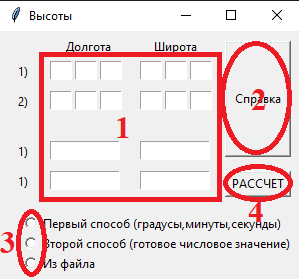 Высоты
Долгота Широта
1)
2)
1
2
Справка
1)
1)
РАССЧЕТ
4
3
Первый способ (градусы,минуты,секунды)
Второй способ (готовое числовое значение)
Из файла